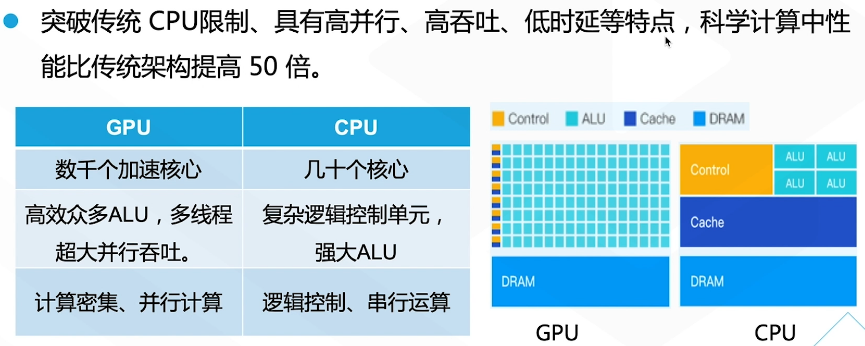 突破传统 CPU限制、具有高并行、高吞吐、低时延等特点，科学计算中性
能比传统架构提高 50 倍。
GPU
CPU
数千个加速核心
几十个核心
高效众多ALU，多线程
超大并行吞吐。
复杂逻辑控制单元，
强大ALU
计算密集、并行计算
逻辑控制、串行运算
Control
ALU
Cache
DRAM
DRAM
GPU
Control
ALU
ALU
ALU
ALU
Cache
DRAM
CPU